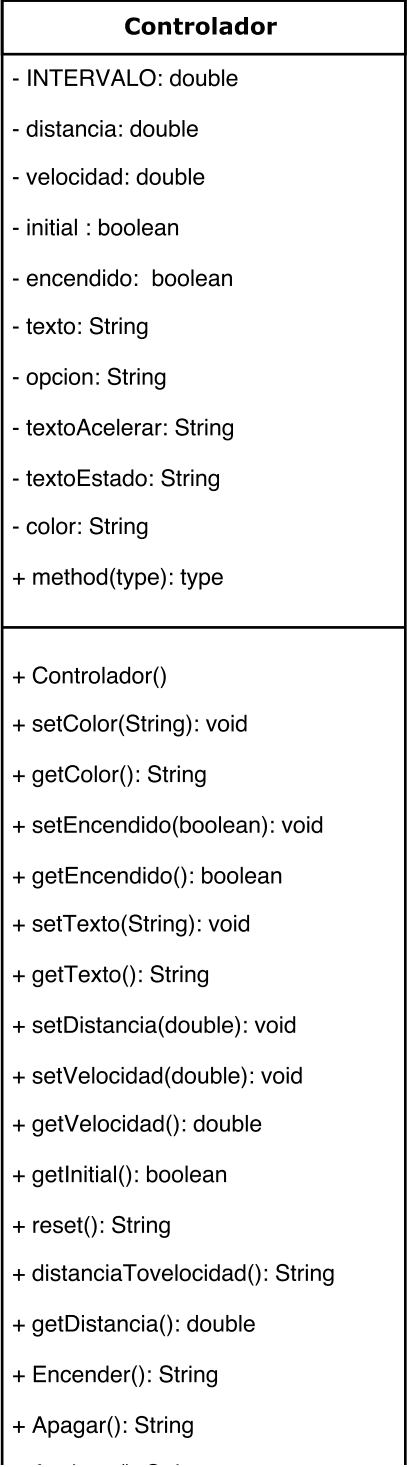 Controlador
- INTERVALO: double
- distancia: double
- velocidad: double
- initial : boolean
- encendido:  boolean
- texto: String
- opcion: String
- textoAcelerar: String
- textoEstado: String
- color: String
+ method(type): type
+ Controlador()
+ setColor(String): void
+ getColor(): String
+ setEncendido(boolean): void
+ getEncendido(): boolean
+ setTexto(String): void
+ getTexto(): String
+ setDistancia(double): void
+ setVelocidad(double): void
+ getVelocidad(): double
+ getInitial(): boolean
+ reset(): String
+ distanciaTovelocidad(): String
+ getDistancia(): double
+ Encender(): String
+ Apagar(): String